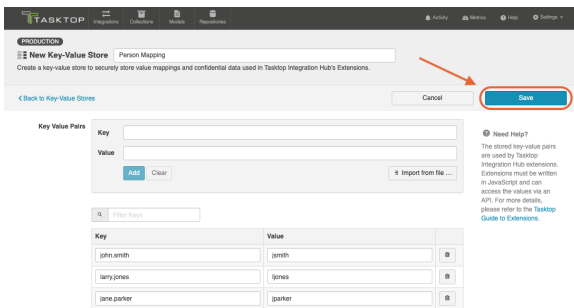 TASKTOP
Integrations Collections Models Repositories Activity Metrics Help Settings
PRODUCTION
New Key-Value Store Person Mapping
Create a key-value store to securely store value mappings and confidential data used in Tasktop Integration Hub's Extensions.
Back to Key-Value Stores Cancel Save
Key Value Pairs
Key
Value
Add Clear Import from file ...
Need Help?
The stored key-value pairs
are used by Tasktop
Integration Hub extensions.
Extensions must be written
in JavaScript and can
access the values via an
API. For more details,
please refer to the Tasktop
Guide to Extensions.
Filter Keys
Key Value
john.smith jsmith
larry.jones ljones
jane.parker jparker